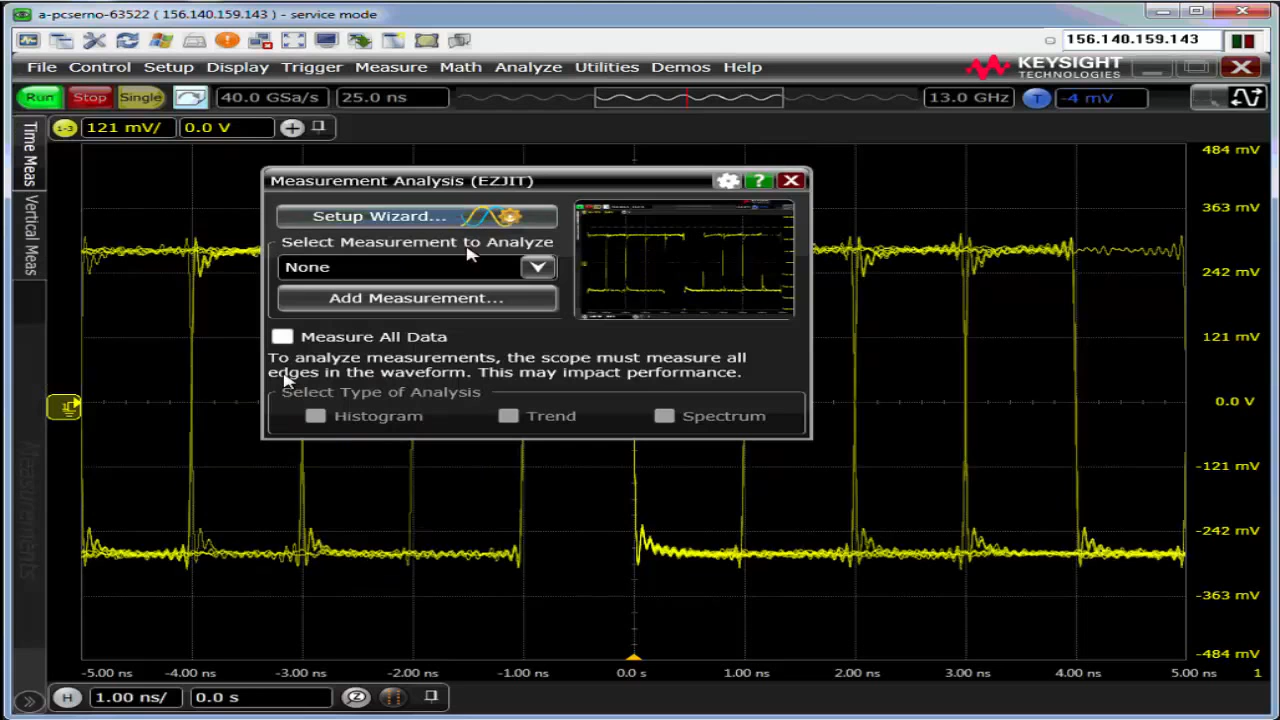 a-pcserno-63522 ( 156.140.159.143 ) - service mode
156.140.159.143
File Control Setup Display Trigger Measure Math Analyze Utilities Demos Help
KEYSIGHT
TECHNOLOGIES
Run Stop Single 40.0 GSa/s 25.0 ns 13.0 GHz T -4 mV
1-3 121 mV/ 0.0 V
Time Meas
Vertical Meas
Measurements
Measurement Analysis (EZJIT)
Setup Wizard...
Select Measurement to Analyze
None
Add Measurement...
Measure All Data
To analyze measurements, the scope must measure all
edges in the waveform. This may impact performance.
Select Type of Analysis
Histogram Trend Spectrum
484 mV
363 mV
242 mV
121 mV
0.0 V
-121 mV
-242 mV
-363 mV
-484 mV
-5.00 ns -4.00 ns -3.00 ns -2.00 ns -1.00 ns 0.0 s 1.00 ns 2.00 ns 3.00 ns 4.00 ns 5.00 ns 1
H 1.00 ns/ 0.0 s